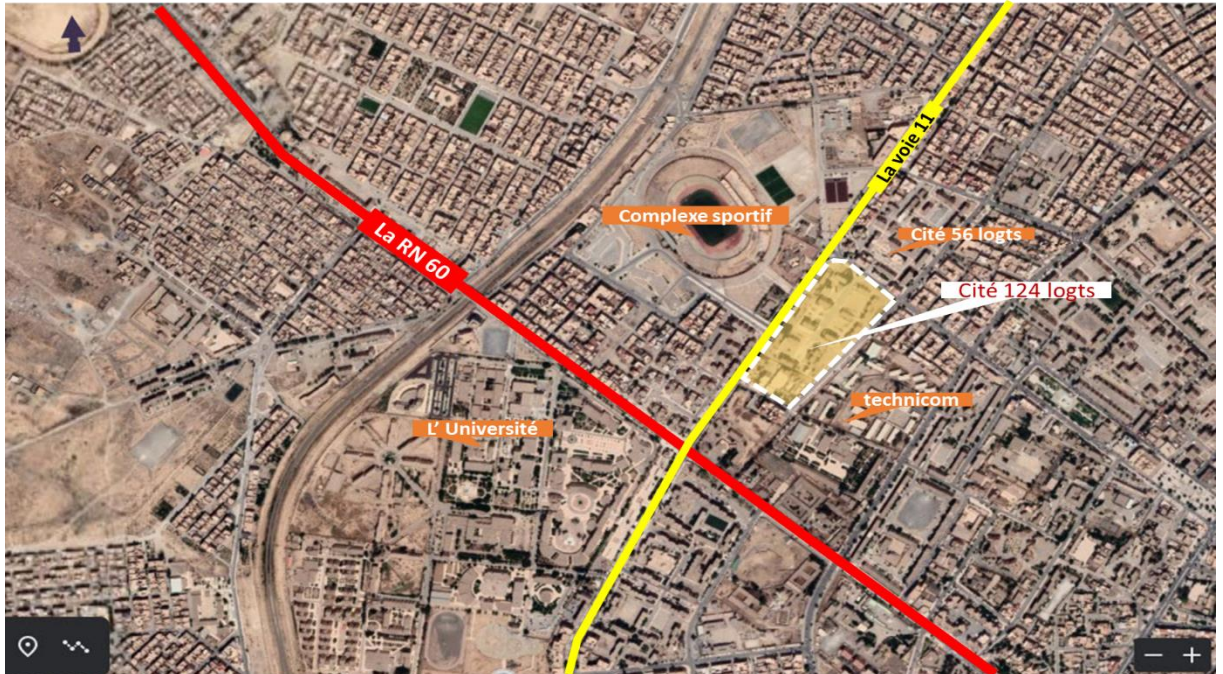 La voie 11
Complexe sportif
Cité 56 logts
La RN 60
Cité 124 logts
technicom
L' Université